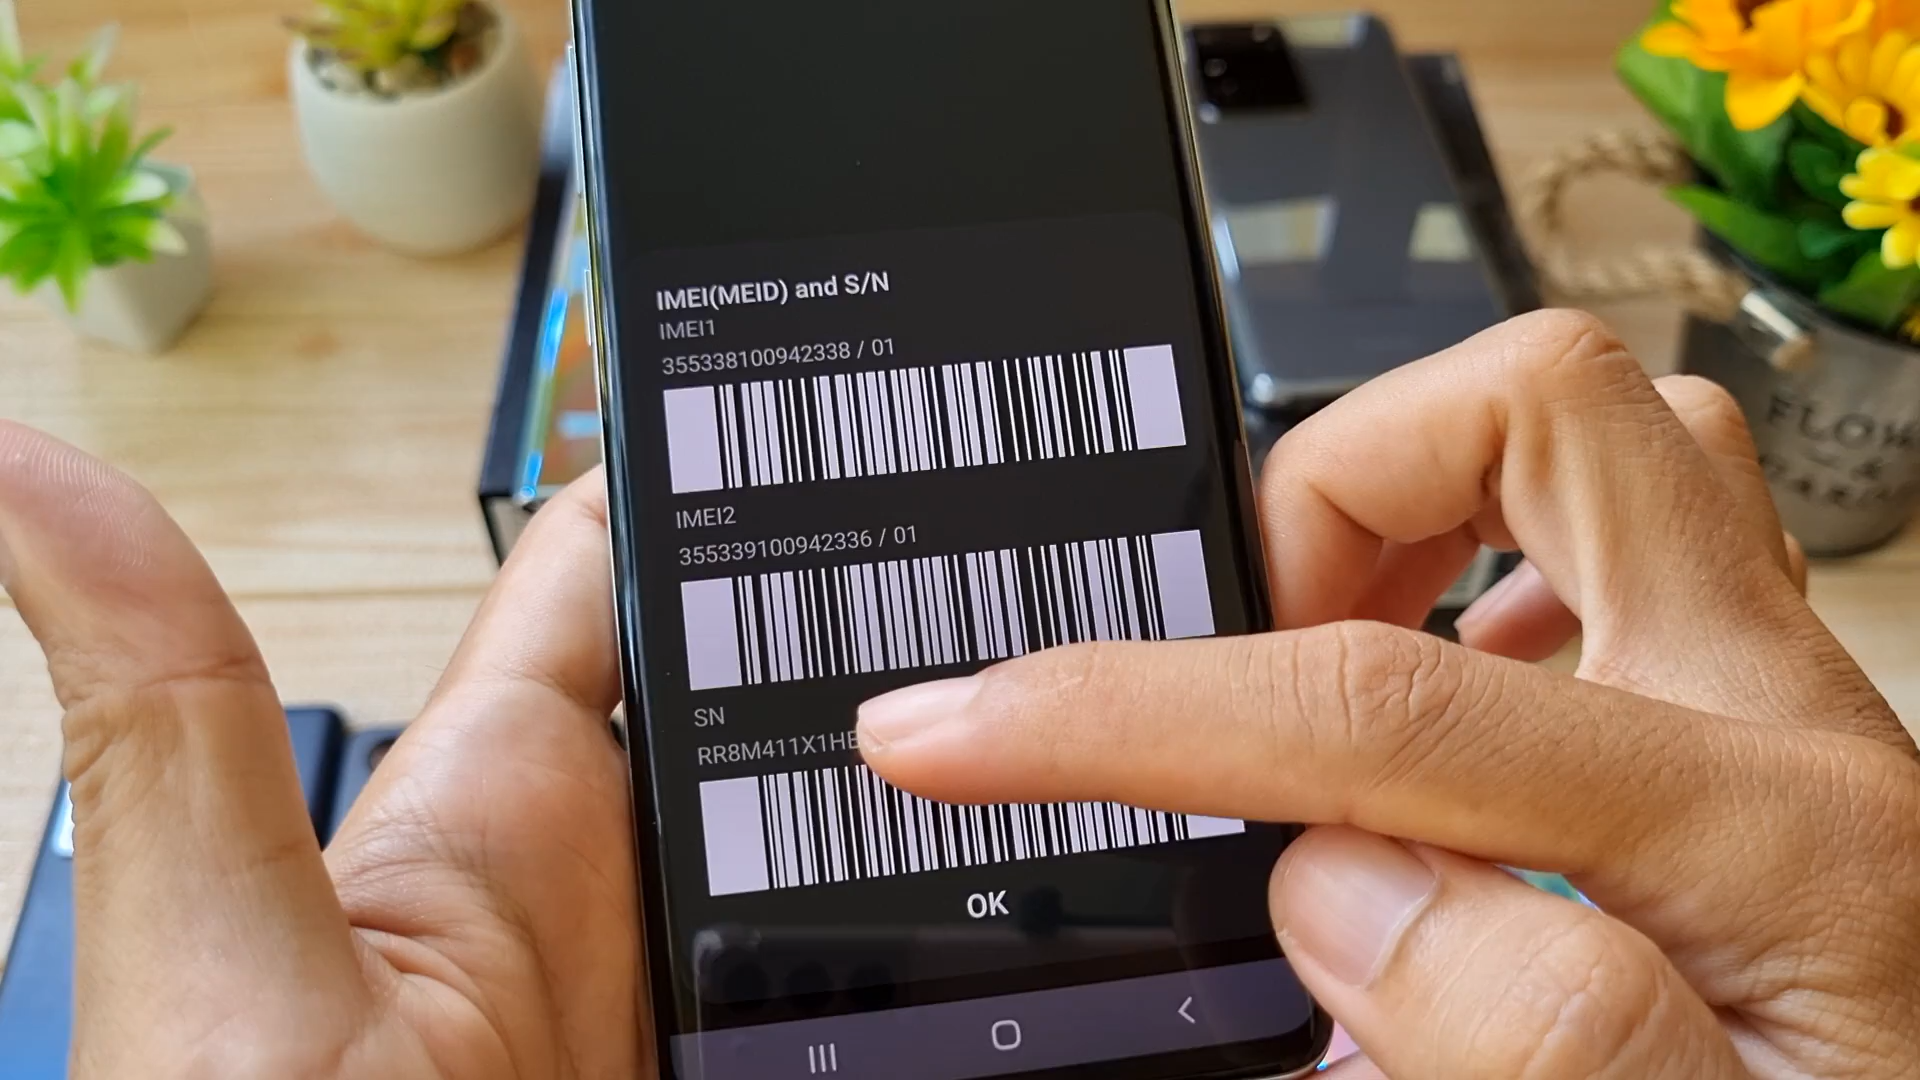 IMEI(MEID) and S/N
IMEI1
355338100942338 / 01
IMEI2
355339100942336 / 01
SN
RR8M411X1HE
OK